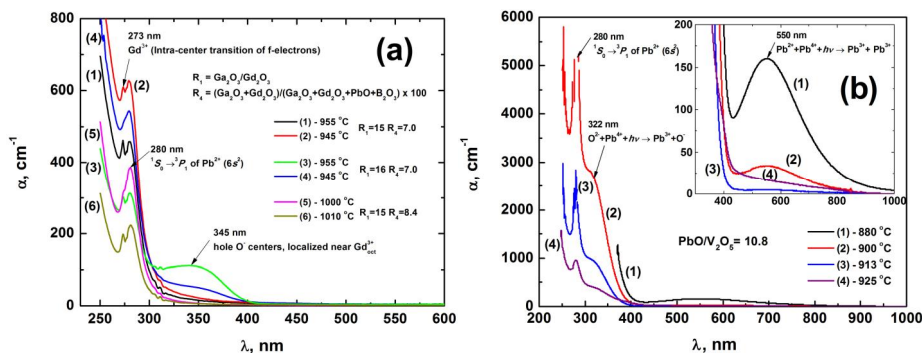 (a)
273 nm
Gd³⁺ (Intra-center transition of f-electrons)
R₁ = Ga₂O₃/Gd₂O₃
R₄ = (Ga₂O₃+Gd₂O₃)/(Ga₂O₃+Gd₂O₃+PbO+B₂O₃) x 100
(1) - 955 °C
(2) - 945 °C
R₁=15 R₄=7.0
(3) - 955 °C
(4) - 945 °C
R₁=16 R₄=7.0
(5) - 1000 °C
(6) - 1010 °C
R₁=15 R₄=8.4
280 nm
¹S₀→³P₁ of Pb²⁺ (6s²)
345 nm
hole O⁻ centers, localized near Gd³⁺oct
(4)
(2)
(1)
(5)
(3)
(6)
α, cm⁻¹
800
600
400
200
0
250 300 350 400 450 500 550 600
λ, nm
(b)
280 nm
¹S₀→³P₁ of Pb²⁺ (6s²)
322 nm
O²⁻+Pb⁴⁺+hν→Pb³⁺+O⁻
550 nm
Pb²⁺+Pb⁴⁺+hν→Pb³⁺+Pb³⁺
(1)
(2)
(3)
(4)
200
150
100
50
0
400 600 800 1000
(3)
(2)
(4)
(1)
PbO/V₂O₅= 10.8
(1) - 880 °C
(2) - 900 °C
(3) - 913 °C
(4) - 925 °C
α, cm⁻¹
6000
5000
4000
3000
2000
1000
0
200 300 400 500 600 700 800 900 1000
λ, nm